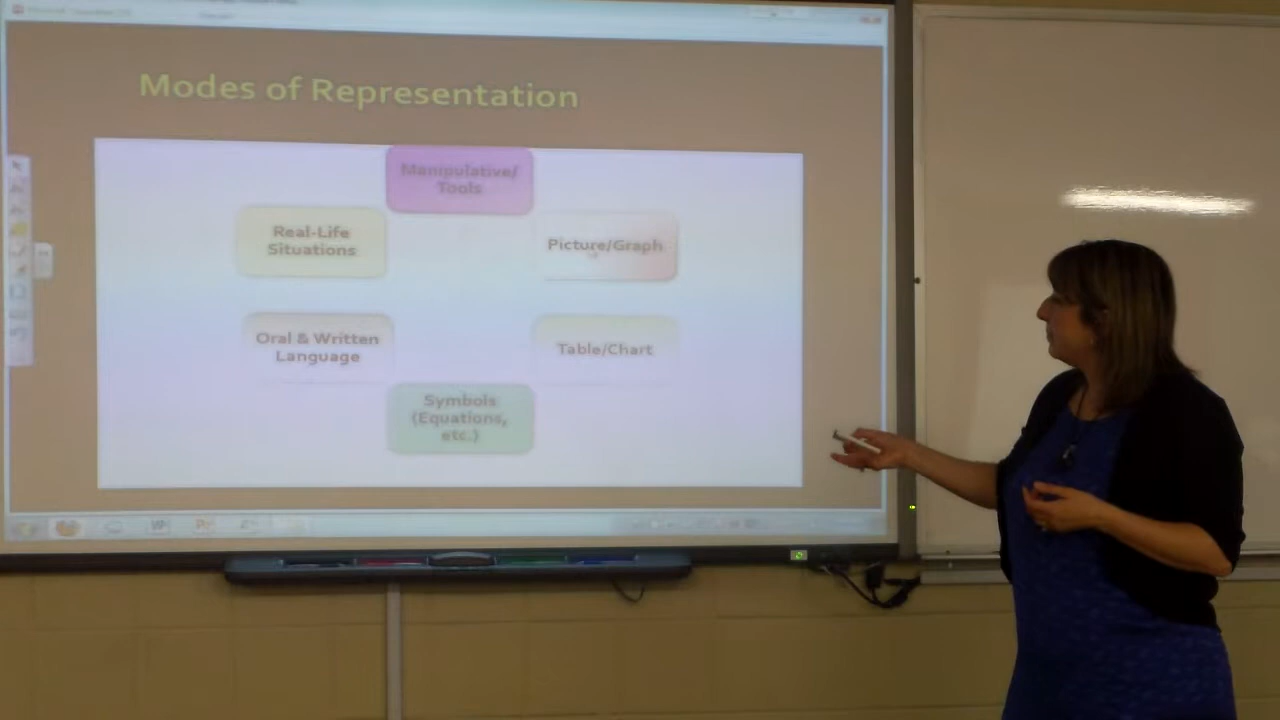 Modes of Representation
Manipulative/
Tools
Real-Life
Situations
Picture/Graph
Oral & Written
Language
Table/Chart
Symbols
(Equations,
etc.)